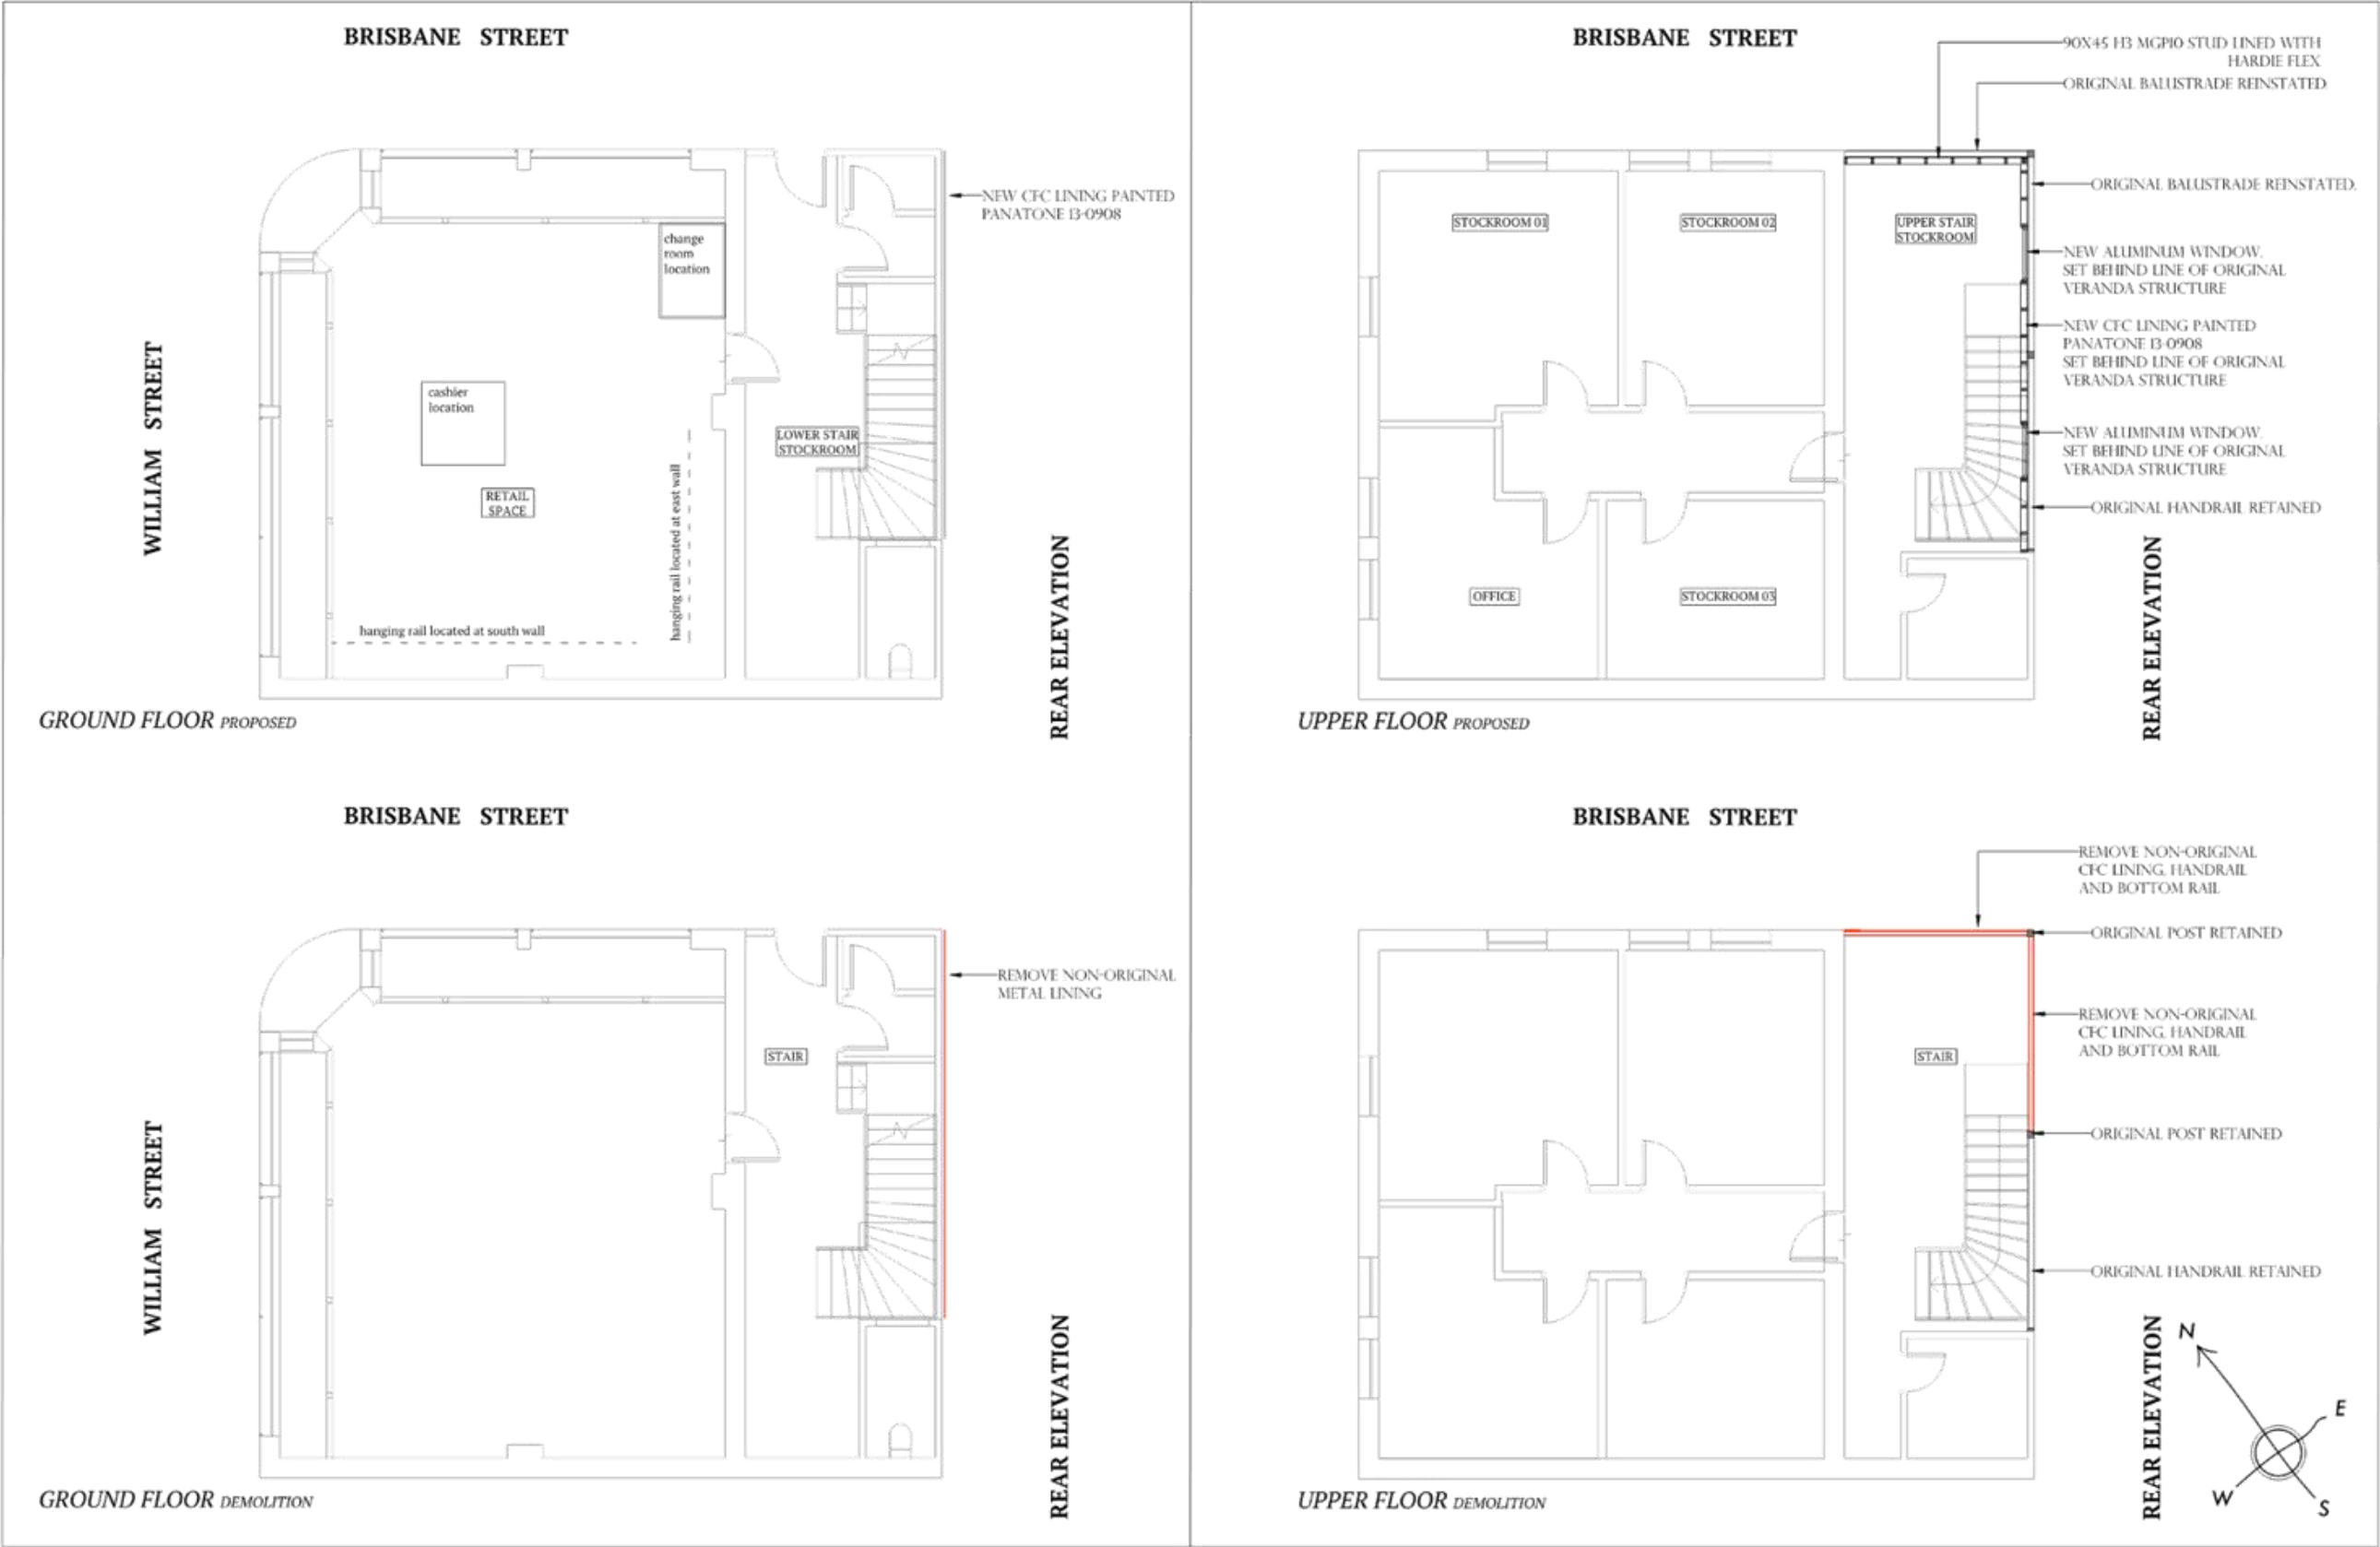 BRISBANE STREET
NEW CFC LINING PAINTED
PANATONE 13-0908
change
room
location
cashier
location
WILLIAM STREET
LOWER STAIR
STOCKROOM
RETAIL
SPACE
hanging rail located at east wall
hanging rail located at south wall
REAR ELEVATION
GROUND FLOOR PROPOSED
BRISBANE STREET
90X45 H3 MGP10 STUD LINED WITH
HARDIE FLEX
ORIGINAL BALUSTRADE REINSTATED
ORIGINAL BALUSTRADE REINSTATED.
STOCKROOM 01
STOCKROOM 02
UPPER STAIR
STOCKROOM
NEW ALUMINUM WINDOW.
SET BEHIND LINE OF ORIGINAL
VERANDA STRUCTURE
NEW CFC LINING PAINTED
PANATONE 13-0908
SET BEHIND LINE OF ORIGINAL
VERANDA STRUCTURE
NEW ALUMINUM WINDOW.
SET BEHIND LINE OF ORIGINAL
VERANDA STRUCTURE
ORIGINAL HANDRAIL RETAINED
OFFICE
STOCKROOM 03
REAR ELEVATION
UPPER FLOOR PROPOSED
BRISBANE STREET
REMOVE NON-ORIGINAL
METAL LINING
STAIR
WILLIAM STREET
REAR ELEVATION
GROUND FLOOR DEMOLITION
BRISBANE STREET
REMOVE NON-ORIGINAL
CFC LINING, HANDRAIL
AND BOTTOM RAIL
ORIGINAL POST RETAINED
REMOVE NON-ORIGINAL
CFC LINING, HANDRAIL
AND BOTTOM RAIL
STAIR
ORIGINAL POST RETAINED
ORIGINAL HANDRAIL RETAINED
REAR ELEVATION
N
E
W
S
UPPER FLOOR DEMOLITION